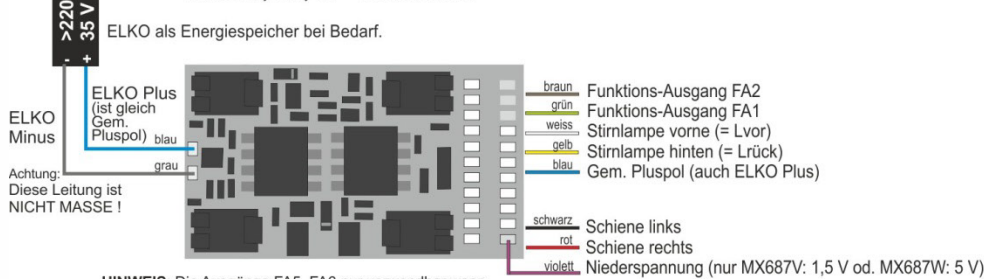 >220
35 V
- +
ELKO als Energiespeicher bei Bedarf.
ELKO Plus
(ist gleich
Gem.
Pluspol)
blau
ELKO
Minus
grau
Achtung:
Diese Leitung ist
NICHT MASSE !
braun Funktions-Ausgang FA2
grün Funktions-Ausgang FA1
weiss Stirnlampe vorne (= Lvor)
gelb Stirnlampe hinten (= Lrück)
blau Gem. Pluspol (auch ELKO Plus)
schwarz Schiene links
rot Schiene rechts
violett Niederspannung (nur MX687V: 1,5 V od. MX687W: 5 V)